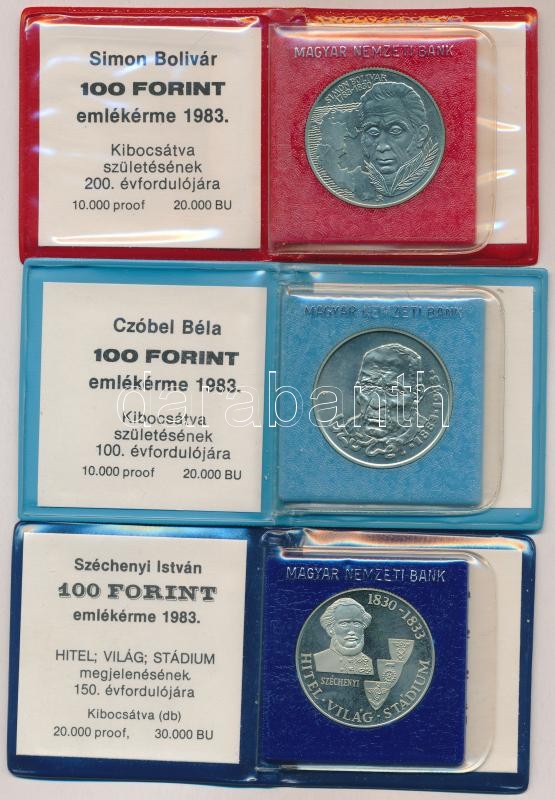 Simon Bolivár
100 FORINT
emlékérme 1983.
Kibocsátva
születésének
200. évfordulójára
10.000 proof 20.000 BU
MAGYAR NEMZETI BANK
SIMON BOLIVAR
1783-1830
Czóbel Béla
100 FORINT
emlékérme 1983.
Kibocsátva
születésének
100. évfordulójára
10.000 proof 20.000 BU
MAGYAR NEMZETI BANK
darabanth
Széchenyi István
100 FORINT
emlékérme 1983.
HITEL; VILÁG; STÁDIUM
megjelenésének
150. évfordulójára
Kibocsátva (db)
20.000 proof, 30.000 BU
MAGYAR NEMZETI BANK
1830-1833
SZÉCHENYI
HITEL·VILÁG·STÁDIUM